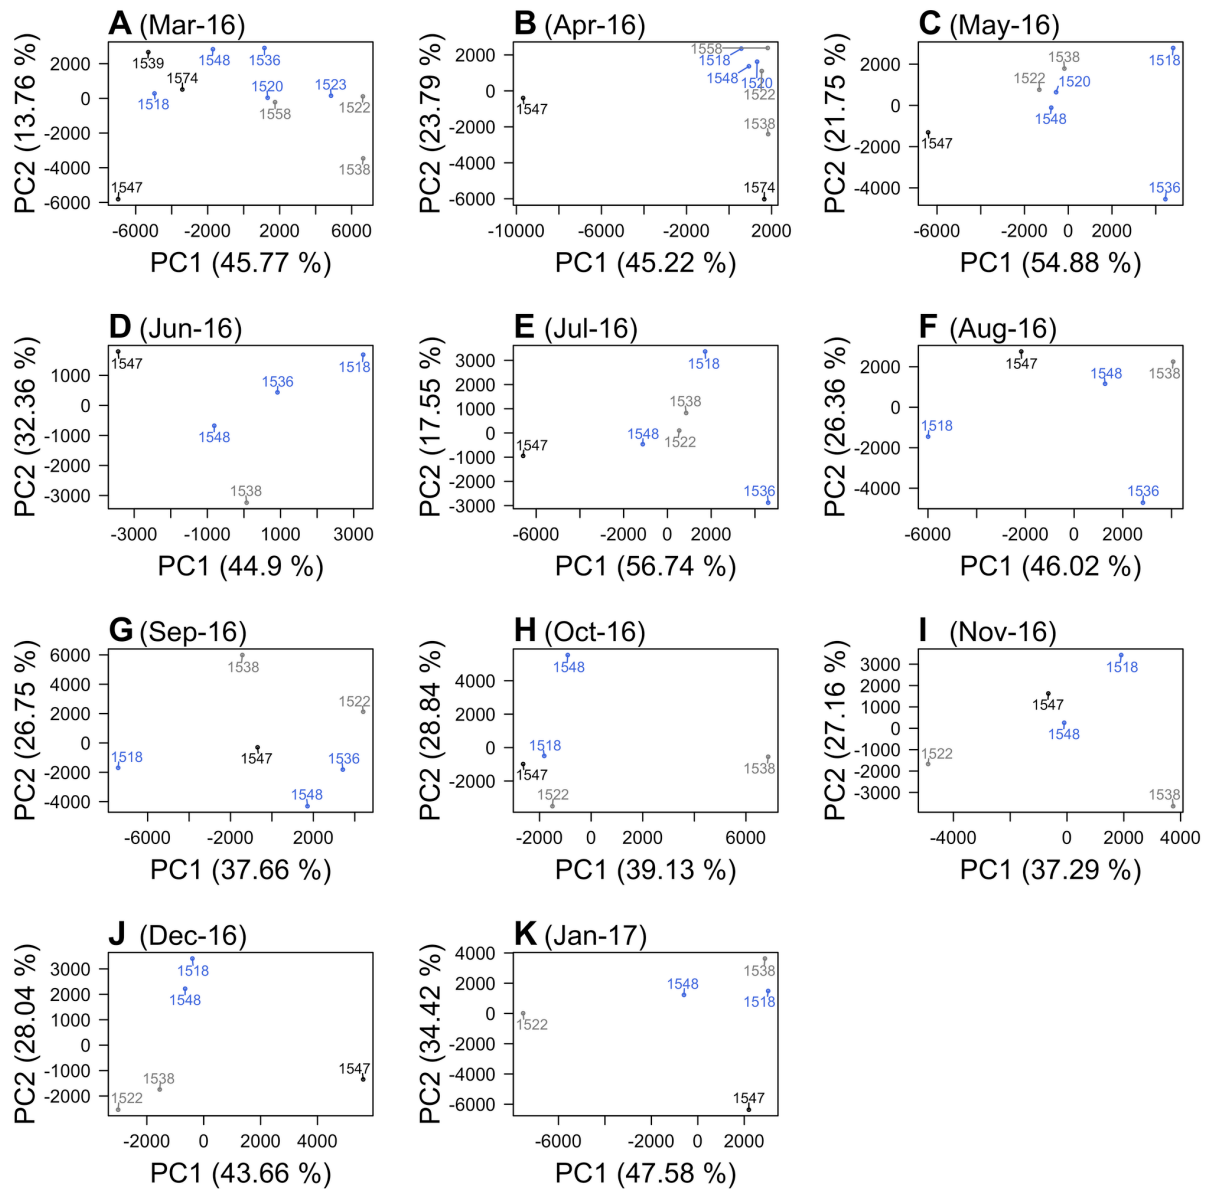 A (Mar-16)
PC2 (13.76 %)
2000
0
-2000
-4000
-6000
1539
1548
1536
1574
1518
1520
1523
1558
1522
1538
1547
-6000 -2000 2000 6000
PC1 (45.77 %)
B (Apr-16)
PC2 (23.79 %)
2000
0
-2000
-4000
-6000
1558
1518
1548
1520
1522
1547
1538
1574
-10000 -6000 -2000 2000
PC1 (45.22 %)
C (May-16)
PC2 (21.75 %)
2000
0
-2000
-4000
1518
1538
1522
1520
1548
1547
1536
-6000 -2000 0 2000
PC1 (54.88 %)
D (Jun-16)
PC2 (32.36 %)
1000
0
-1000
-2000
-3000
1547
1518
1536
1548
1538
-3000 -1000 1000 3000
PC1 (44.9 %)
E (Jul-16)
PC2 (17.55 %)
3000
2000
1000
0
-1000
-3000
1518
1538
1548
1522
1547
1536
-6000 -2000 0 2000
PC1 (56.74 %)
F (Aug-16)
PC2 (26.36 %)
2000
0
-2000
-4000
1547
1548
1538
1518
1536
-6000 -2000 0 2000
PC1 (46.02 %)
G (Sep-16)
PC2 (26.75 %)
6000
4000
2000
0
-2000
-4000
1538
1522
1547
1518
1536
1548
-6000 -2000 2000
PC1 (37.66 %)
H (Oct-16)
PC2 (28.84 %)
4000
2000
0
-2000
1548
1518
1547
1538
1522
-2000 0 2000 6000
PC1 (39.13 %)
I (Nov-16)
PC2 (27.16 %)
3000
2000
1000
0
-1000
-2000
-3000
1518
1547
1548
1522
1538
-4000 0 2000 4000
PC1 (37.29 %)
J (Dec-16)
PC2 (28.04 %)
3000
2000
1000
0
-1000
-2000
1518
1548
1547
1538
1522
-2000 0 2000 4000
PC1 (43.66 %)
K (Jan-17)
PC2 (34.42 %)
4000
2000
0
-2000
-4000
-6000
1538
1548
1518
1522
1547
-6000 -2000 0 2000
PC1 (47.58 %)